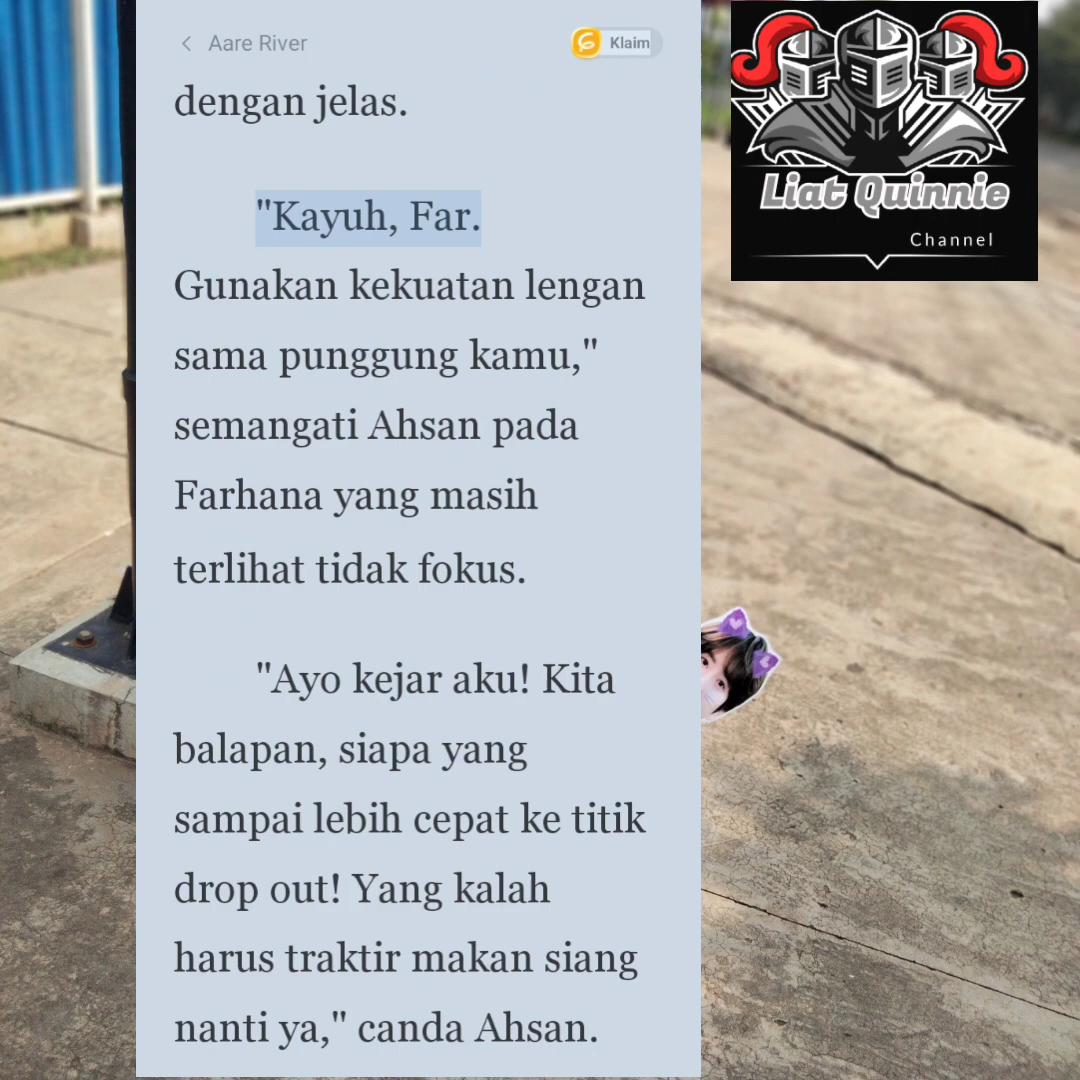 Aare River
Klaim
dengan jelas.
"Kayuh, Far.
Gunakan kekuatan lengan
sama punggung kamu,"
semangati Ahsan pada
Farhana yang masih
terlihat tidak fokus.
"Ayo kejar aku! Kita
balapan, siapa yang
sampai lebih cepat ke titik
drop out! Yang kalah
harus traktir makan siang
nanti ya," canda Ahsan.
Liat Quinnie
Channel